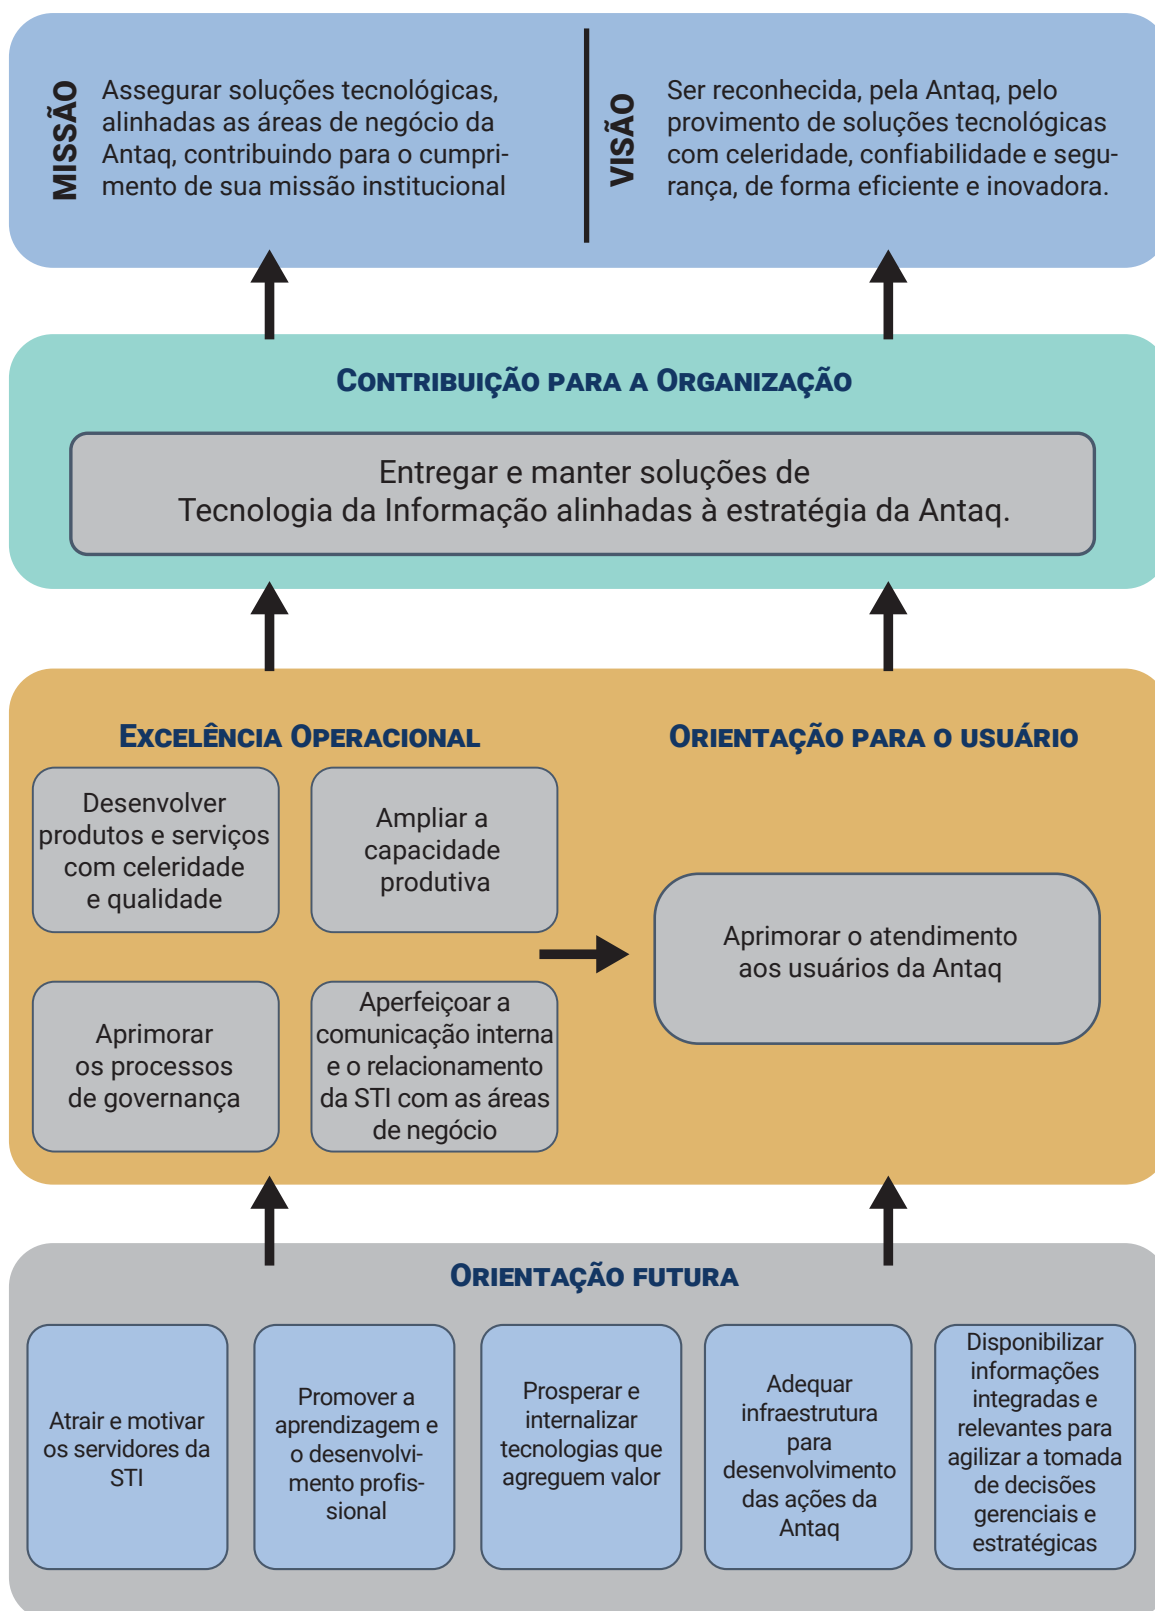 MISSÃO
Assegurar soluções tecnológicas,
alinhadas as áreas de negócio da
Antaq, contribuindo para o cumpri-
mento de sua missão institucional
VISÃO
Ser reconhecida, pela Antaq, pelo
provimento de soluções tecnológicas
com celeridade, confiabilidade e segu-
rança, de forma eficiente e inovadora.
Contribuição para a Organização
Entregar e manter soluções de
Tecnologia da Informação alinhadas à estratégia da Antaq.
Excelência Operacional
Desenvolver
produtos e serviços
com celeridade
e qualidade
Ampliar a
capacidade
produtiva
Aprimorar
os processos
de governança
Aperfeiçoar a
comunicação interna
e o relacionamento
da STI com as áreas
de negócio
Orientação para o usuário
Aprimorar o atendimento
aos usuários da Antaq
Orientação futura
Atrair e motivar
os servidores da
STI
Promover a
aprendizagem e
o desenvolvi-
mento profis-
sional
Prosperar e
internalizar
tecnologias que
agreguem valor
Adequar
infraestrutura
para
desenvolvimento
das ações da
Antaq
Disponibilizar
informações
integradas e
relevantes para
agilizar a tomada
de decisões
gerenciais e
estratégicas